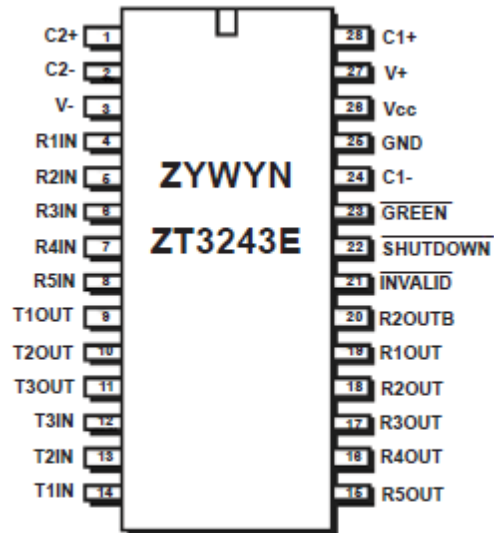 C2+ 1 28 C1+
C2- 2 27 V+
V- 3 26 Vcc
R1IN 4 25 GND
R2IN 5 24 C1-
R3IN 6 23 GREEN
R4IN 7 22 SHUTDOWN
R5IN 8 21 INVALID
T1OUT 9 20 R2OUTB
T2OUT 10 19 R1OUT
T3OUT 11 18 R2OUT
T3IN 12 17 R3OUT
T2IN 13 16 R4OUT
T1IN 14 15 R5OUT
ZYWYN
ZT3243E